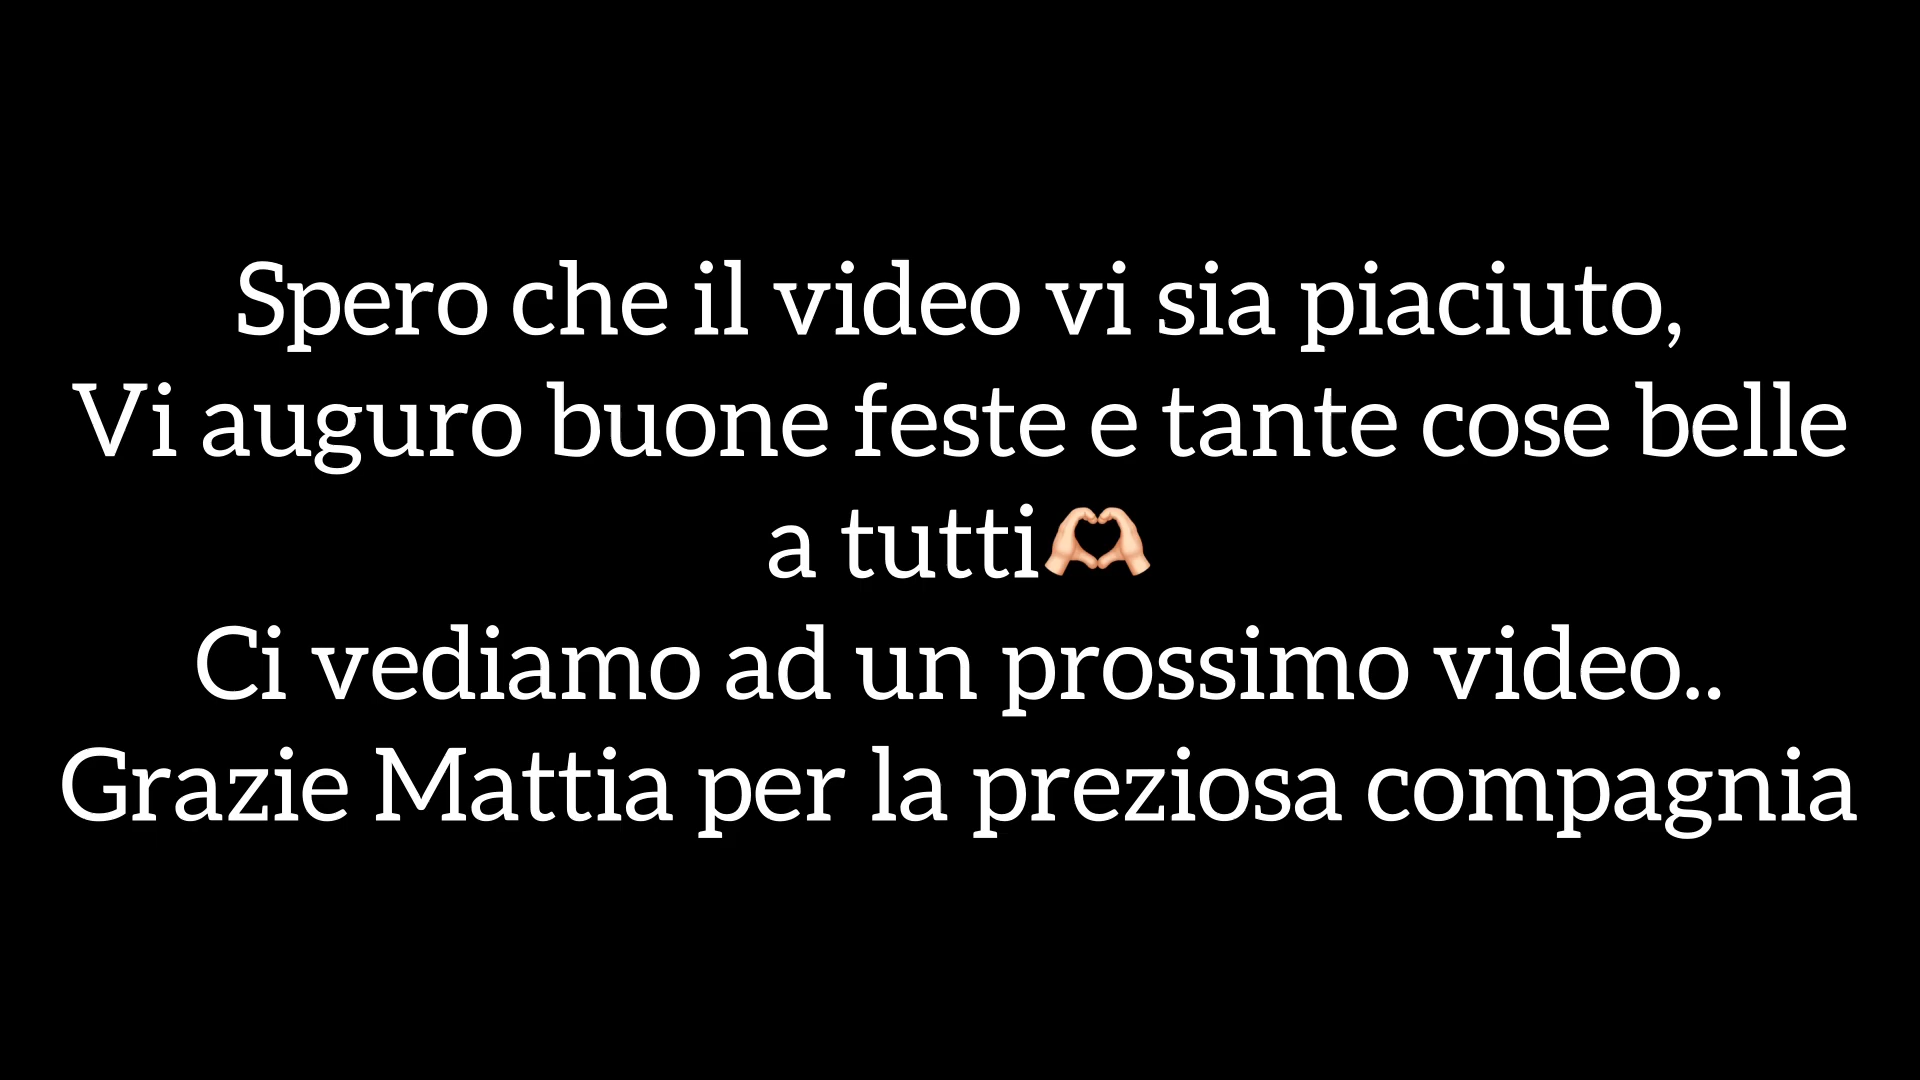 Spero che il video vi sia piaciuto,
Vi auguro buone feste e tante cose belle
a tutti🫶🏻
Ci vediamo ad un prossimo video..
Grazie Mattia per la preziosa compagnia